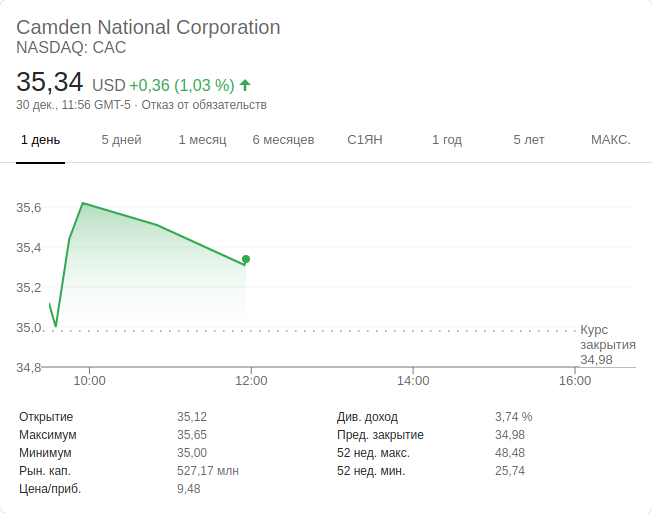 Camden National Corporation
NASDAQ: CAC
35,34 USD +0,36 (1,03 %)
30 дек., 11:56 GMT-5 · Отказ от обязательств
1 день 5 дней 1 месяц 6 месяцев С1ЯН 1 год 5 лет МАКС.
35,6
35,4
35,2
35,0
34,8
Курс
закрытия
34,98
10:00 12:00 14:00 16:00
Открытие 35,12 Див. доход 3,74 %
Максимум 35,65 Пред. закрытие 34,98
Минимум 35,00 52 нед. макс. 48,48
Рын. кап. 527,17 млн 52 нед. мин. 25,74
Цена/приб. 9,48